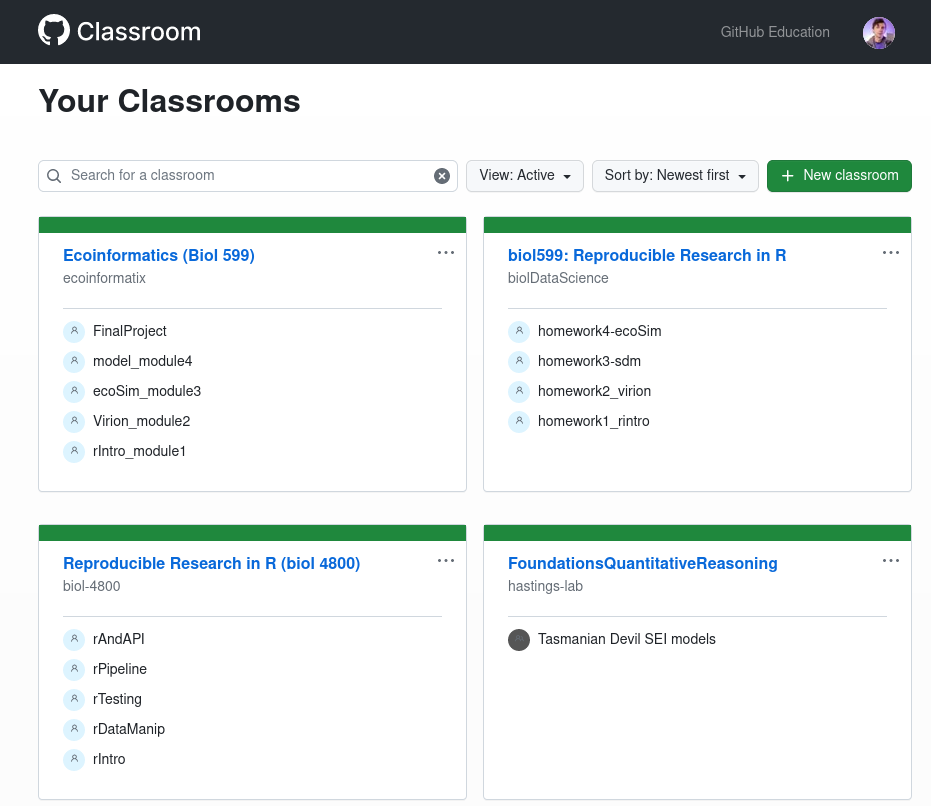 Classroom
GitHub Education
Your Classrooms
Search for a classroom
View: Active
Sort by: Newest first
New classroom
Ecoinformatics (Biol 599)
ecoinformatix
FinalProject
model_module4
ecoSim_module3
Virion_module2
rIntro_module1
biol599: Reproducible Research in R
biolDataScience
homework4-ecoSim
homework3-sdm
homework2_virion
homework1_rintro
Reproducible Research in R (biol 4800)
biol-4800
rAndAPI
rPipeline
rTesting
rDataManip
rIntro
FoundationsQuantitativeReasoning
hastings-lab
Tasmanian Devil SEI models